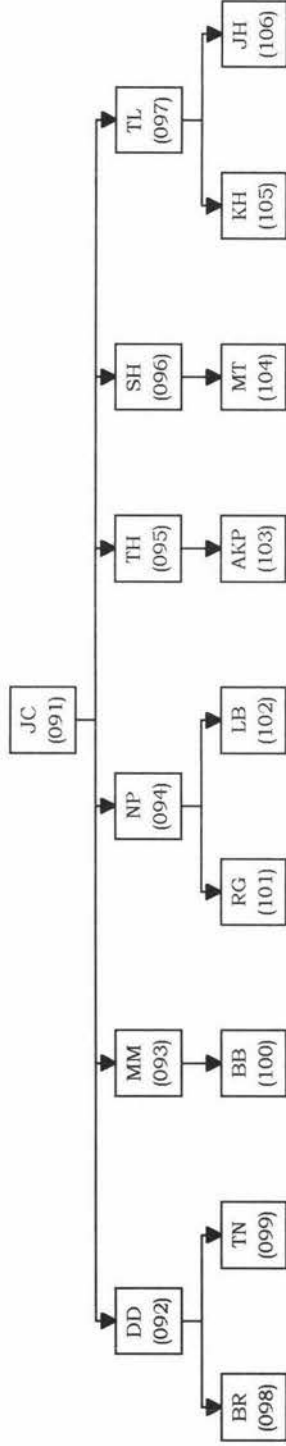 JC
(091)
DD
(092)
MM
(093)
NP
(094)
TH
(095)
SH
(096)
TL
(097)
BR
(098)
TN
(099)
BB
(100)
RG
(101)
LB
(102)
AKP
(103)
MT
(104)
KH
(105)
JH
(106)